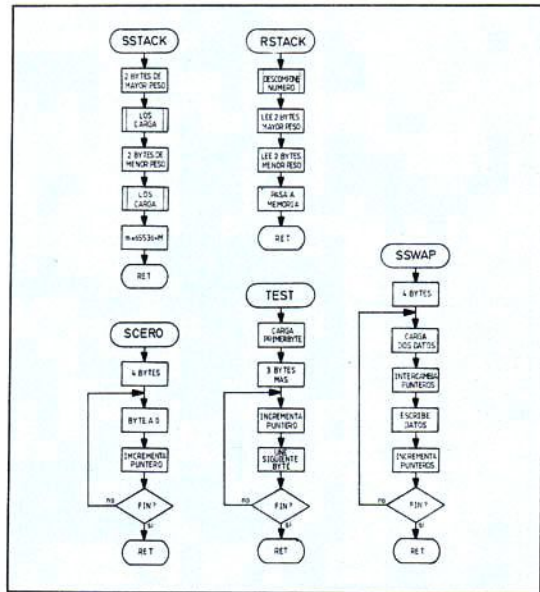 SSTACK
2 BYTES DE
MAYOR PESO
LOS
CARGA
2 BYTES DE
MENOR PESO
LOS
CARGA
m=65536*M
RET
RSTACK
DESCOMPONE
NUMERO
LEE 2 BYTES
MAYOR PESO
LEE 2 BYTES
MENOR PESO
PASA A
MEMORIA
RET
SCERO
4 BYTES
BYTE A 0
INCREMENTA
PUNTERO
no
FIN?
si
RET
TEST
CARGA
PRIMER BYTE
3 BYTES
MAS
INCREMENTA
PUNTERO
UNE
SIGUIENTE
BYTE
no
FIN?
si
RET
SSWAP
4 BYTES
CARGA
DOS DATOS
INTERCAMBIA
PUNTEROS
ESCRIBE
DATOS
INCREMENTA
PUNTEROS
no
FIN?
si
RET